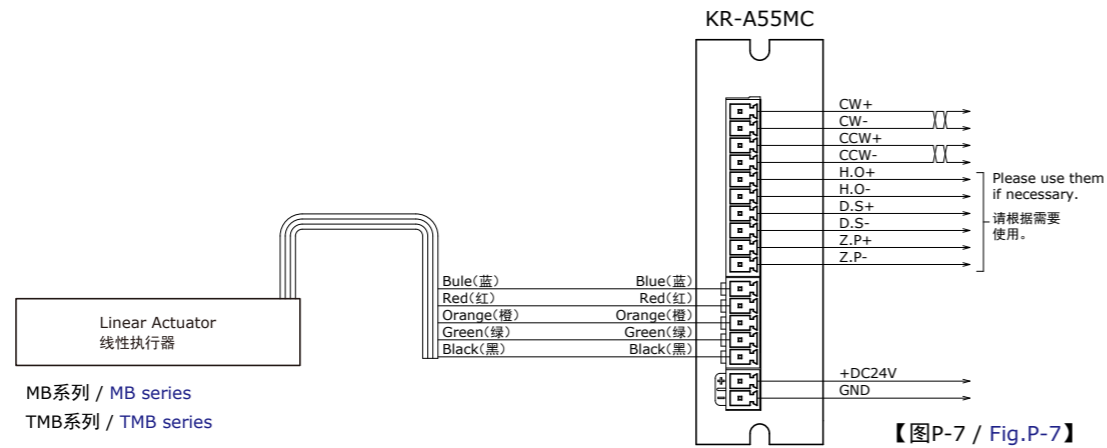 KR-A55MC
CW+
CW-
CCW+
CCW-
H.O+
H.O-
D.S+
D.S-
Z.P+
Z.P-
Please use them
if necessary.
请根据需要
使用。
Bule(蓝) Blue(蓝)
Red(红) Red(红)
Orange(橙) Orange(橙)
Green(绿) Green(绿)
Black(黑) Black(黑)
Linear Actuator
线性执行器
+ +DC24V
− GND
MB系列 / MB series
TMB系列 / TMB series
【图P-7 / Fig.P-7】